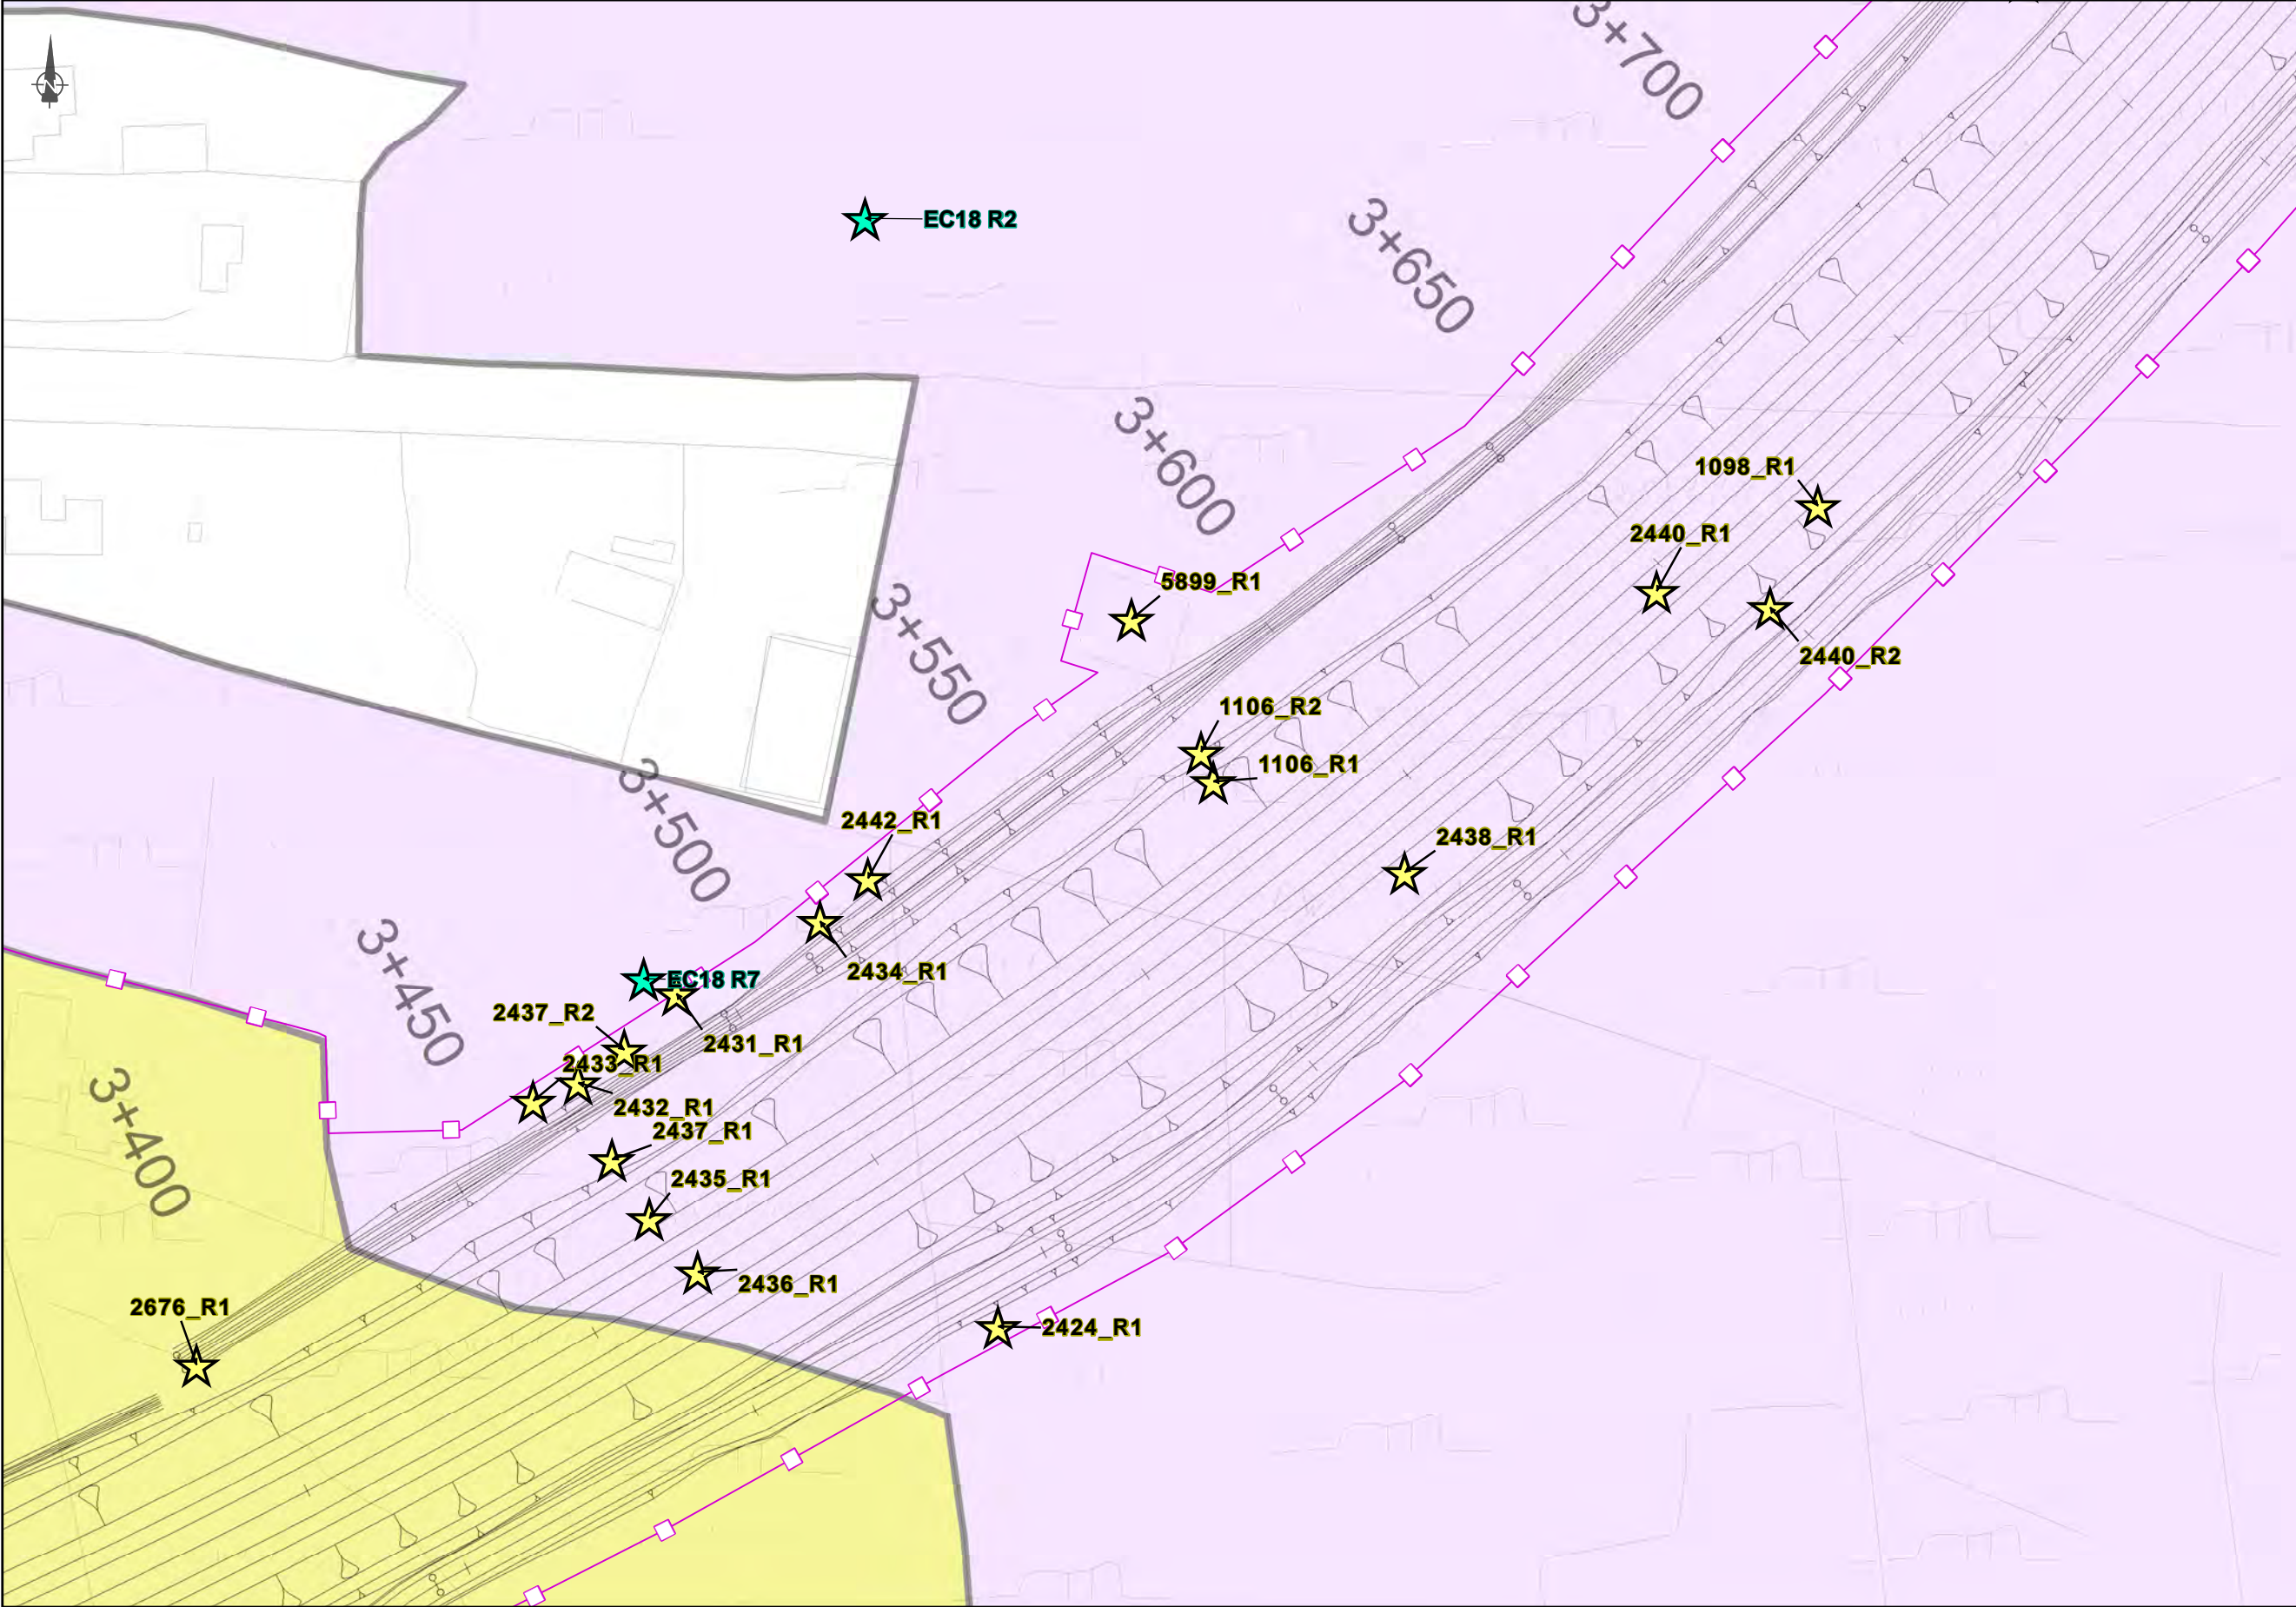 3+700
N
EC18 R2
3+650
3+600
1098_R1
2440_R1
5899_R1
3+550
2440_R2
1106_R2
1106_R1
3+500
2442_R1
2438_R1
3+450
2434_R1
EC18 R7
2437_R2
2431_R1
2433_R1
3+400
2432_R1
2437_R1
2435_R1
2436_R1
2676_R1
2424_R1